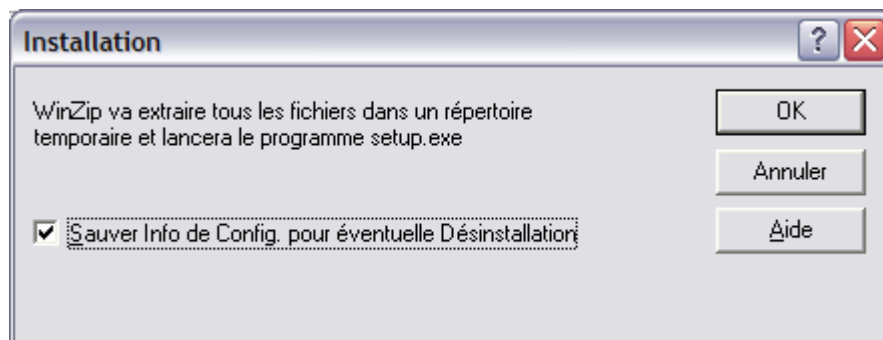 Installation
WinZip va extraire tous les fichiers dans un répertoire
temporaire et lancera le programme setup.exe
OK
Annuler
Sauver Info de Config. pour éventuelle Désinstallation
Aide